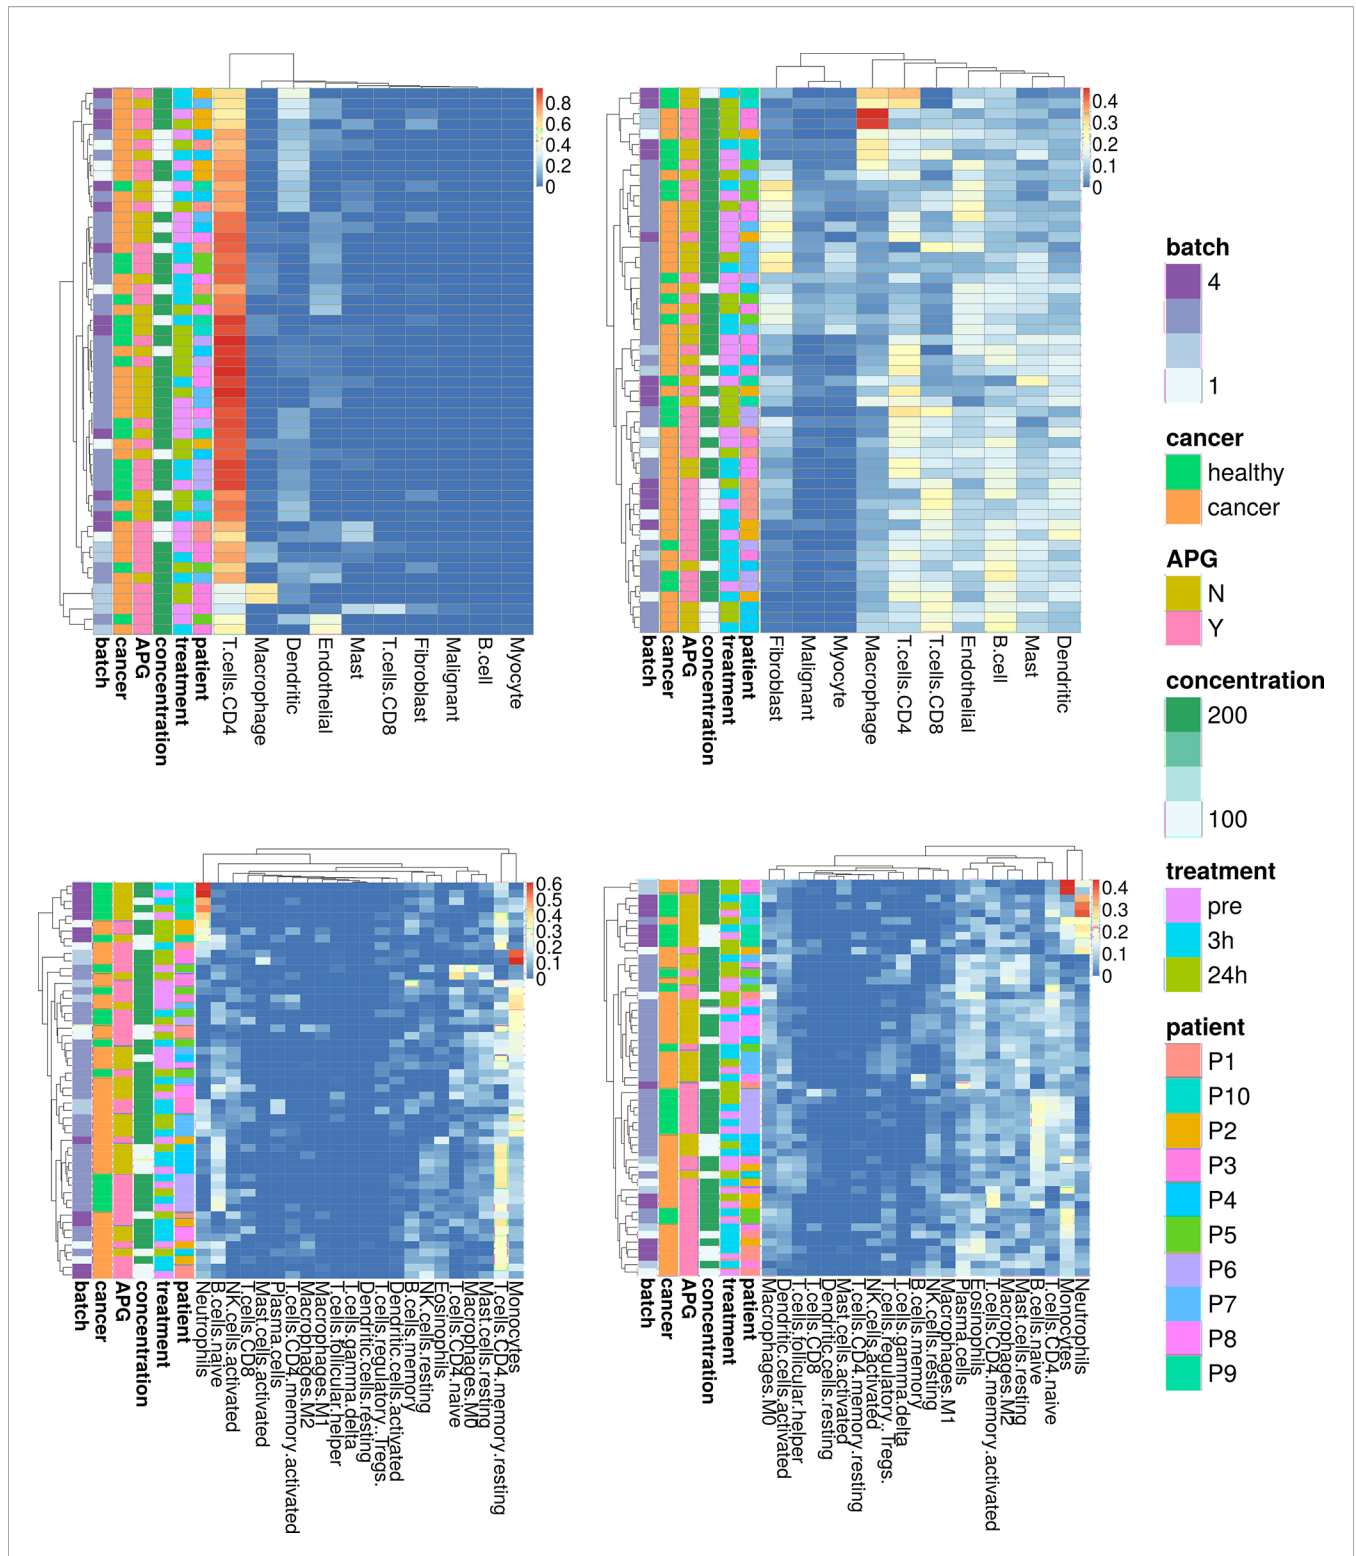 0.8
0.6
0.4
0.2
0
batch
cancer
APG
concentration
treatment
patient
T.cells.CD4
Macrophage
Dendritic
Endothelial
Mast
T.cells.CD8
Fibroblast
Malignant
B.cell
Myocyte
0.4
0.3
0.2
0.1
0
batch
cancer
APG
concentration
treatment
patient
Fibroblast
Malignant
Myocyte
Macrophage
T.cells.CD4
T.cells.CD8
Endothelial
B.cell
Mast
Dendritic
0.6
0.5
0.4
0.3
0.2
0.1
0
batch
cancer
APG
concentration
treatment
patient
Neutrophils
B.cells.naive
NK.cells.activated
T.cells.CD8
Mast.cells.activated
Plasma.cells
T.cells.CD4.memory.activated
Macrophages.M2
Macrophages.M1
T.cells.follicular.helper
T.cells.gamma.delta
Dendritic.cells.resting
T.cells.regulatory..Tregs.
Dendritic.cells.activated
B.cells.memory
NK.cells.resting
Eosinophils
T.cells.CD4.naive
Macrophages.M0
Mast.cells.resting
T.cells.CD4.memory.resting
Monocytes
0.4
0.3
0.2
0.1
0
batch
cancer
APG
concentration
treatment
patient
Macrophages.M0
Dendritic.cells.activated
T.cells.follicular.helper
T.cells.CD8
Dendritic.cells.resting
Mast.cells.activated
T.cells.CD4.memory.resting
NK.cells.activated
T.cells.regulatory..Tregs.
T.cells.gamma.delta
B.cells.memory
NK.cells.resting
Macrophages.M1
Plasma.cells
Eosinophils
T.cells.CD4.memory.activated
Macrophages.M2
Mast.cells.resting
B.cells.naive
T.cells.CD4.naive
Monocytes
Neutrophils
batch
4
1
cancer
healthy
cancer
APG
N
Y
concentration
200
100
treatment
pre
3h
24h
patient
P1
P10
P2
P3
P4
P5
P6
P7
P8
P9